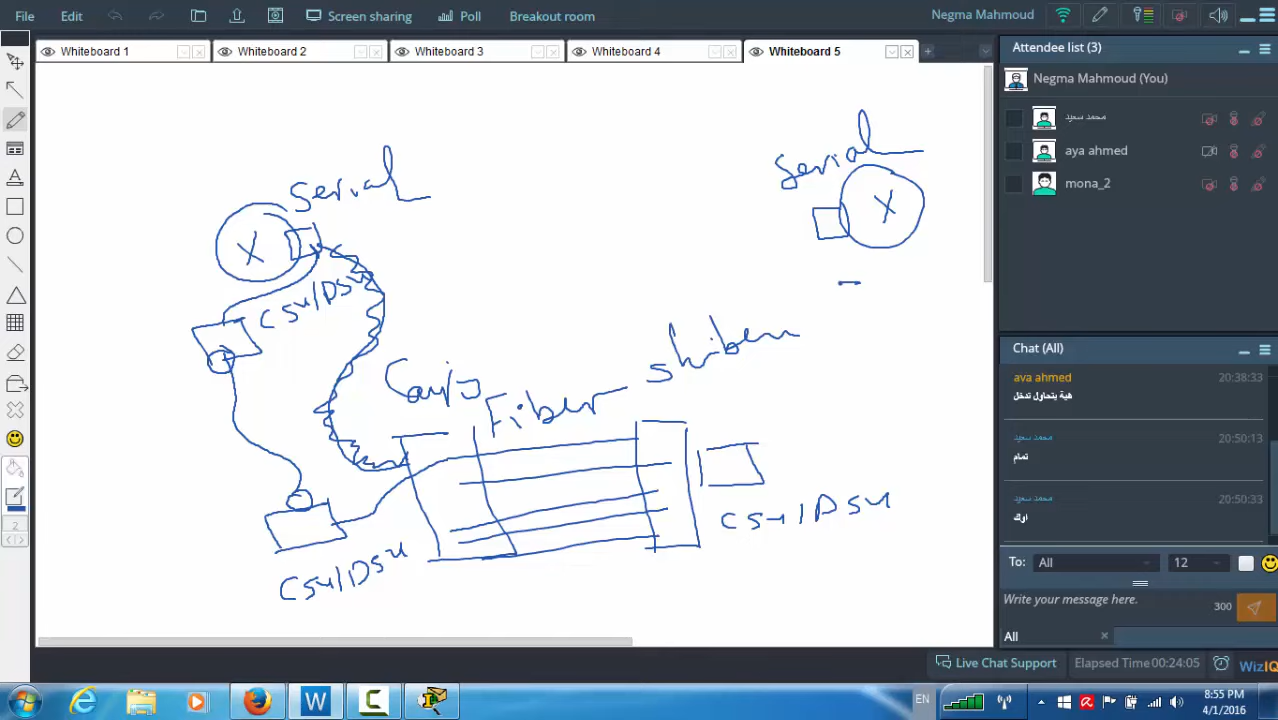 File Edit Screen sharing Poll Breakout room Negma Mahmoud
Whiteboard 1 Whiteboard 2 Whiteboard 3 Whiteboard 4 Whiteboard 5
Attendee list (3)
Negma Mahmoud (You)
محمد سعيد
aya ahmed
mona_2
Serial
Serial
X
X
CSU/DSU
Cairo
Fiber
Shiben
CSU/DSU
CSU/DSU
Chat (All)
aya ahmed 20:38:33
هية بتحاول تدخل
محمد سعيد 20:50:13
تمام
محمد سعيد 20:50:33
اوك
To: All 12
Write your message here. 300
All
Live Chat Support Elapsed Time 00:24:05 WizIQ
EN 8:55 PM
4/1/2016
2